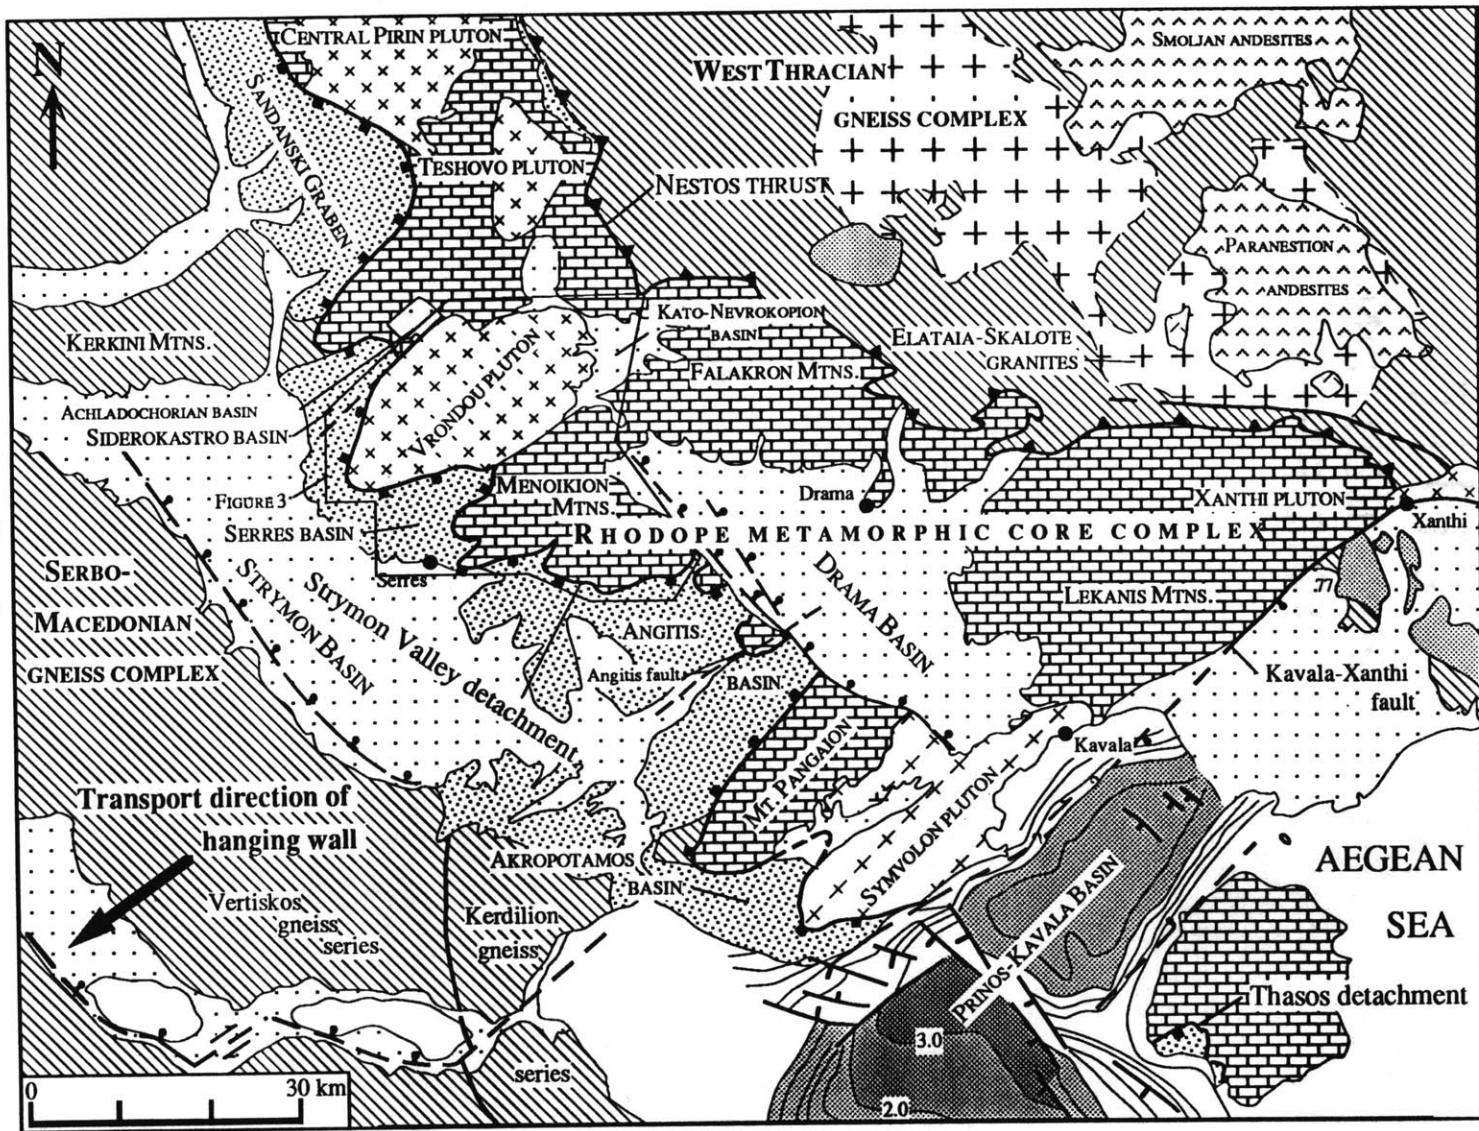 CENTRAL PIRIN PLUTON
SMOLJAN ANDESITES
N
WEST THRACIAN
GNEISS COMPLEX
SANDANSKI GRABEN
TESHOVO PLUTON
NESTOS THRUST
PARANESTION
ANDESITES
KERKINI MTNS.
KATO-NEVROKOPION
BASIN
ELATAIA-SKALOTE
GRANITES
FALAKRON MTNS.
VRONDOU PLUTON
ACHLADOCHORIAN BASIN
SIDEROKASTRO BASIN
MENOIKION
MTNS.
Drama
XANTHI PLUTON
Xanthi
FIGURE 3
SERRES BASIN
RHODOPE METAMORPHIC CORE COMPLEX
Serres
SERBO-
MACEDONIAN
GNEISS COMPLEX
STRYMON BASIN
Strymon Valley detachment
DRAMA BASIN
LEKANIS MTNS.
ANGITIS
BASIN
Angitis fault
Kavala-Xanthi
fault
Kavala
MT. PANGAION
SYMVOLON PLUTON
Transport direction of
hanging wall
AKROPOTAMOS
BASIN
AEGEAN
SEA
Vertiskos
gneiss
series
Kerdilion
gneiss
series
PRINOS-KAVALA BASIN
Thasos detachment
3.0
2.0
0 30 km